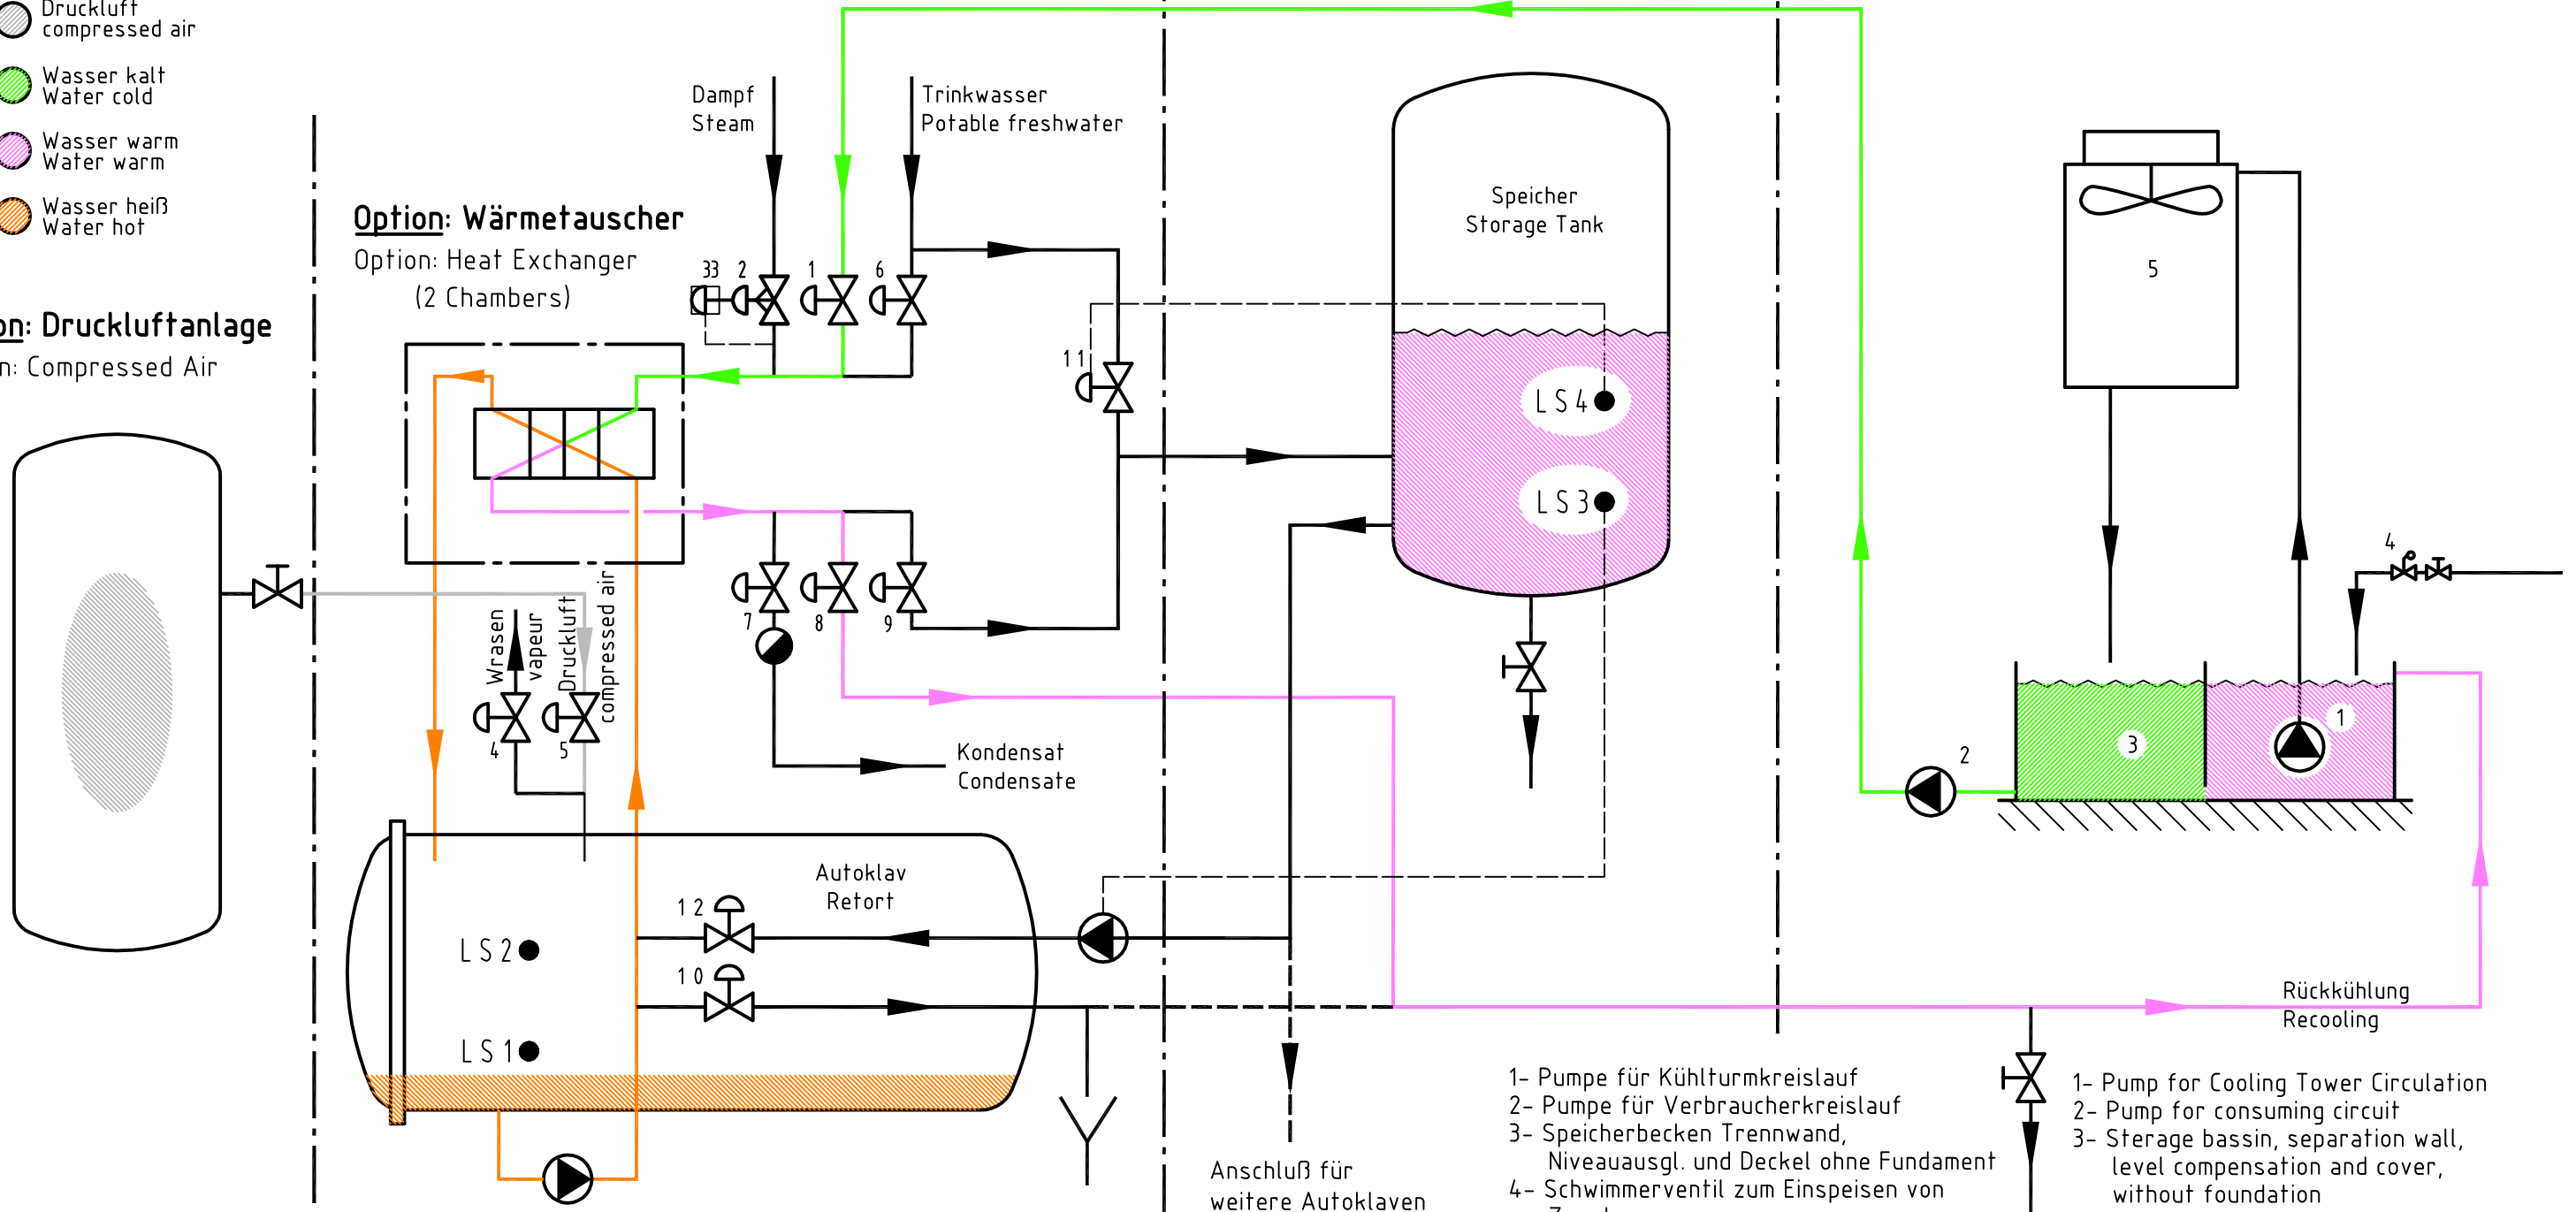 Druckluft
compressed air
Wasser kalt
Water cold
Wasser warm
Water warm
Wasser heiß
Water hot
on: Druckluftanlage
n: Compressed Air
Option: Wärmetauscher
Option: Heat Exchanger
(2 Chambers)
Dampf
Steam
Trinkwasser
Potable freshwater
33
2
1
6
11
7
8
9
Wrasen
vapeur
Druckluft
compressed air
4
5
Kondensat
Condensate
Autoklav
Retort
12
10
LS2
LS1
Speicher
Storage Tank
LS4
LS3
Anschluß für
weitere Autoklaven
5
4
3
1
2
Rückkühlung
Recooling
1- Pumpe für Kühlturmkreislauf
2- Pumpe für Verbraucherkreislauf
3- Speicherbecken Trennwand,
Niveauausgl. und Deckel ohne Fundament
4- Schwimmerventil zum Einspeisen von
1- Pump for Cooling Tower Circulation
2- Pump for consuming circuit
3- Sterage bassin, separation wall,
level compensation and cover,
without foundation